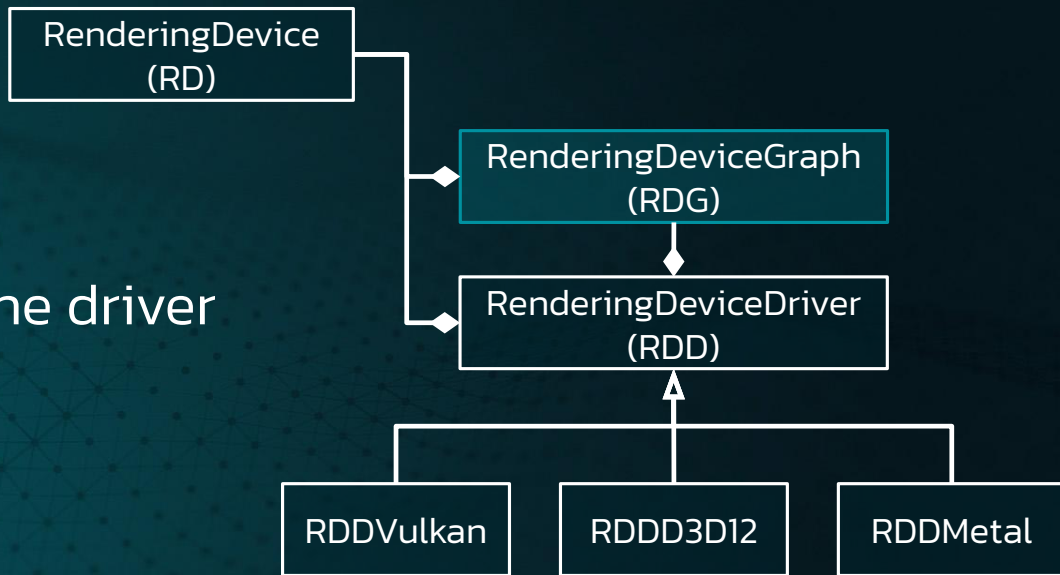 RenderingDevice
(RD)
RenderingDeviceGraph
(RDG)
ne driver
RenderingDeviceDriver
(RDD)
RDDVulkan
RDDD3D12
RDDMetal